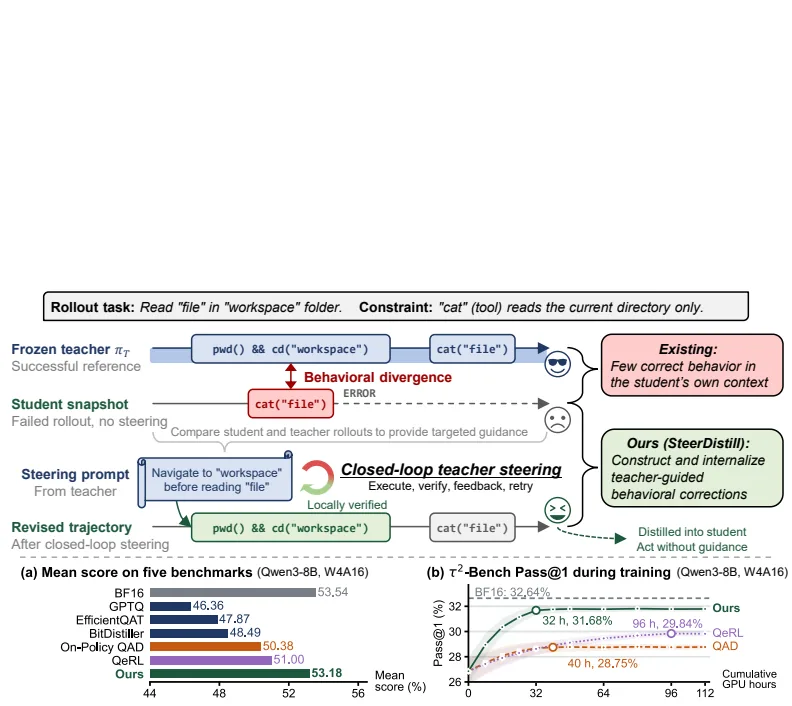 Rollout task: Read "file" in "workspace" folder. Constraint: "cat" (tool) reads the current directory only.
Frozen teacher π_T
Successful reference
pwd() && cd("workspace")
cat("file")
Behavioral divergence
Student snapshot
Failed rollout, no steering
cat("file")
ERROR
Compare student and teacher rollouts to provide targeted guidance
Steering prompt
From teacher
Navigate to "workspace"
before reading "file"
Closed-loop teacher steering
Execute, verify, feedback, retry
Locally verified
Revised trajectory
After closed-loop steering
pwd() && cd("workspace")
cat("file")
Existing:
Few correct behavior in
the student's own context
Ours (SteerDistill):
Construct and internalize
teacher-guided
behavioral corrections
Distilled into student
Act without guidance
(a) Mean score on five benchmarks (Qwen3-8B, W4A16)
BF16 53.54
GPTQ 46.36
EfficientQAT 47.87
BitDistiller 48.49
On-Policy QAD 50.38
QeRL 51.00
Ours 53.18
44 48 52 56
Mean
score (%)
(b) τ²-Bench Pass@1 during training (Qwen3-8B, W4A16)
Pass@1 (%)
32
30
28
26
BF16: 32.64%
Ours
32 h, 31.68%
96 h, 29.84%
QeRL
QAD
40 h, 28.75%
0 32 64 96 112
Cumulative
GPU hours